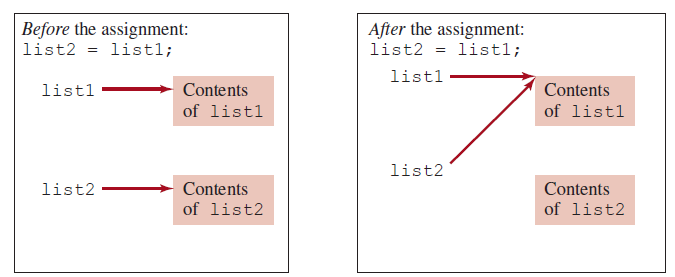 Before the assignment:
list2 = list1;
list1
Contents
of list1
list2
Contents
of list2
After the assignment:
list2 = list1;
list1
Contents
of list1
list2
Contents
of list2